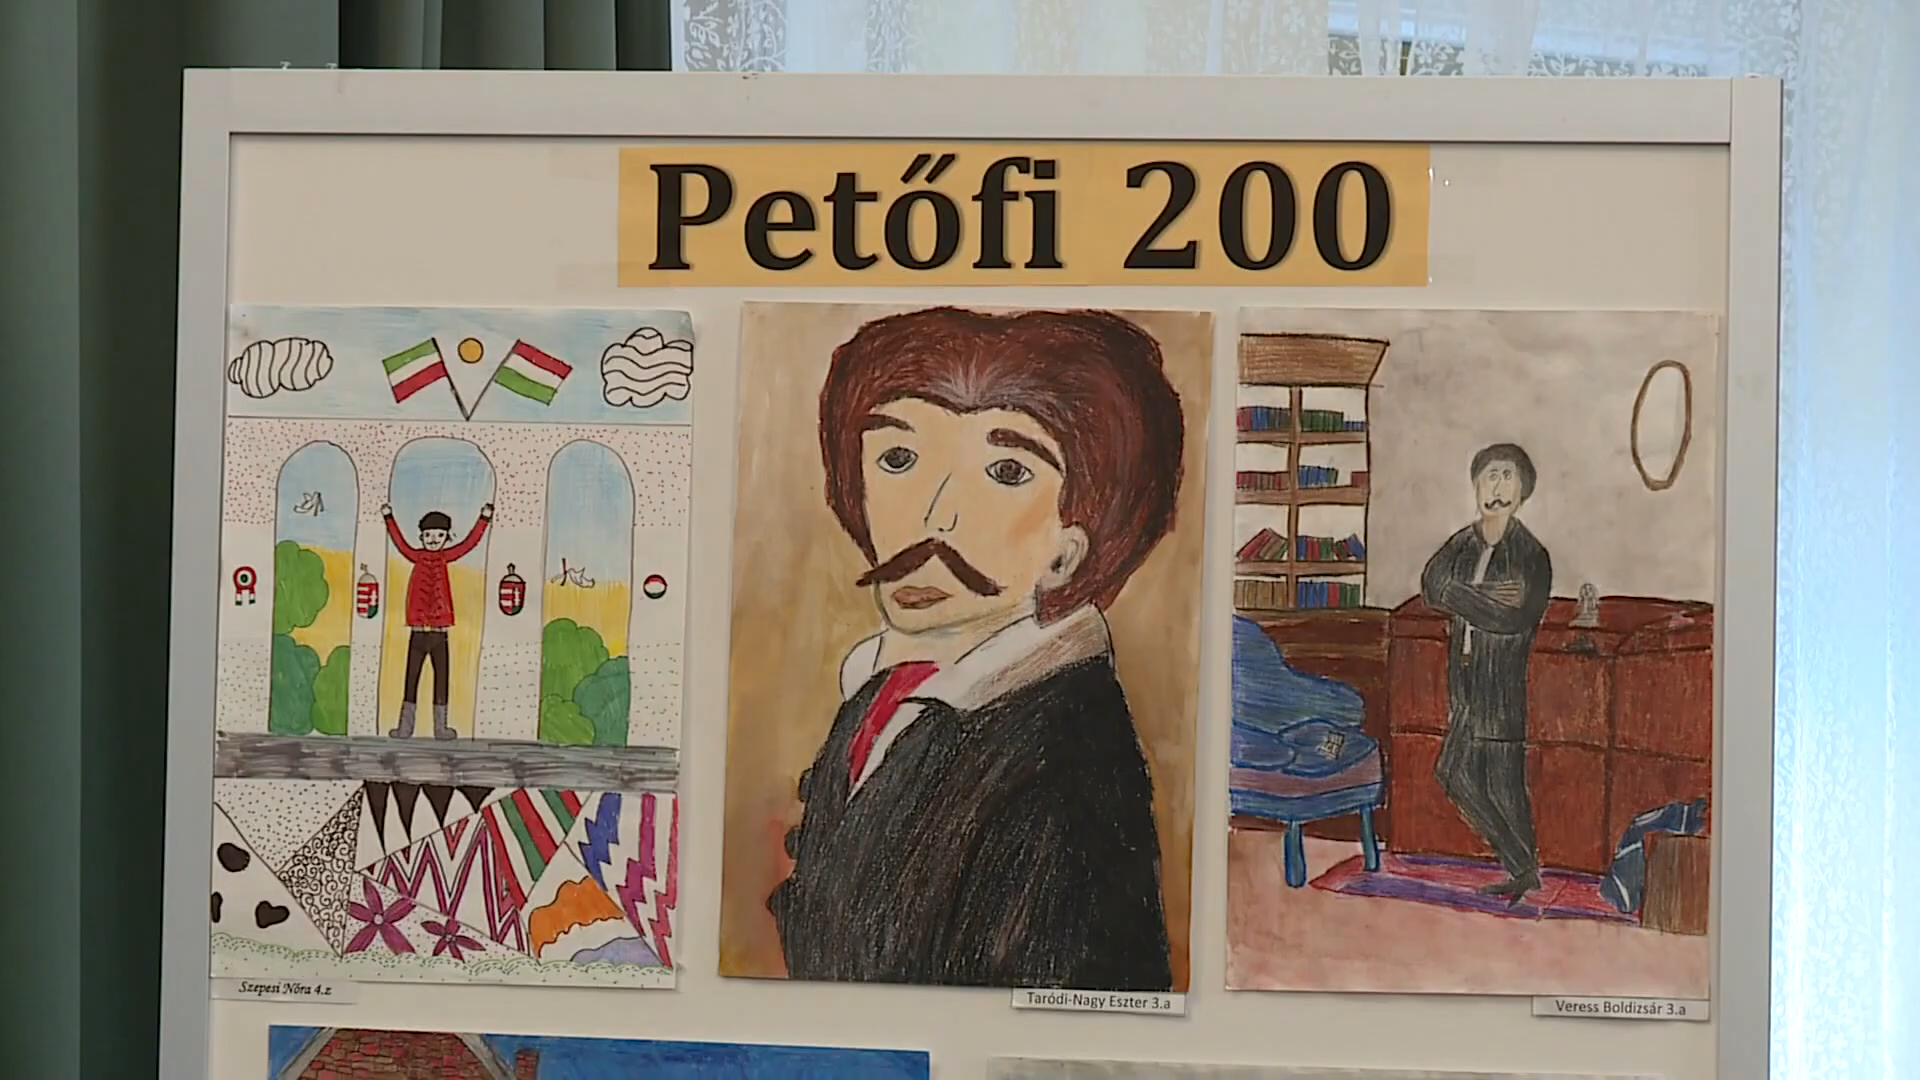 Petőfi 200
Szepesi Nóra 4.z
Taródi-Nagy Eszter 3.a
Veress Boldizsár 3.a